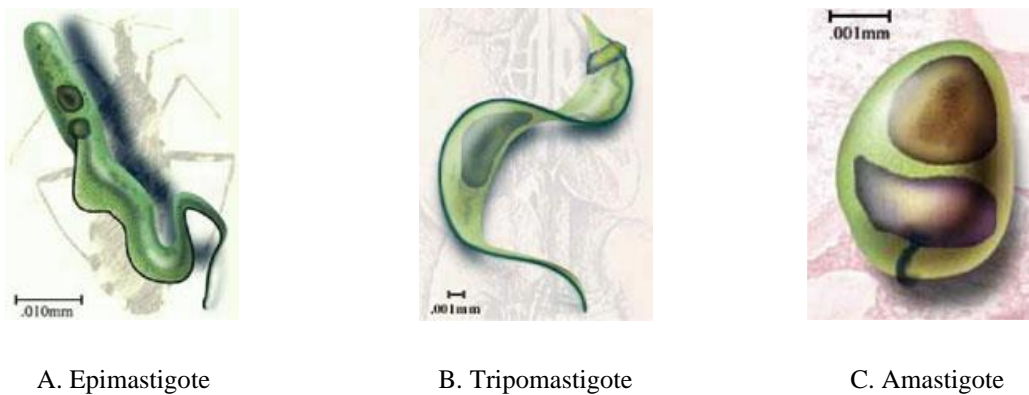 .001mm
.010mm
.001mm
A. Epimastigote
B. Tripomastigote
C. Amastigote